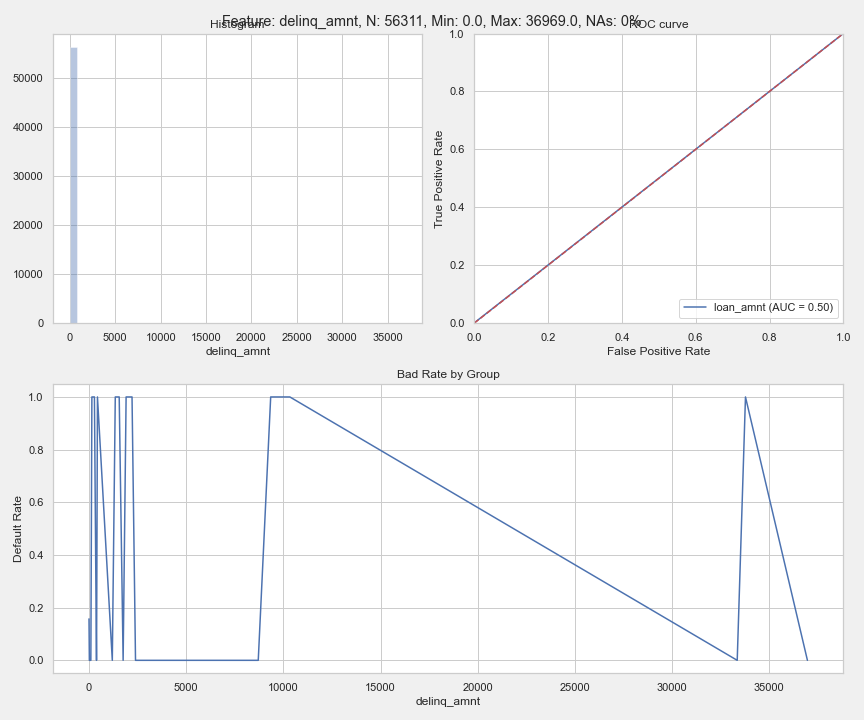 Feature: delinq_amnt, N: 56311, Min: 0.0, Max: 36969.0, NAs: 0%
Histogram
50000
40000
30000
20000
10000
0
0 5000 10000 15000 20000 25000 30000 35000
delinq_amnt
ROC curve
True Positive Rate
1.0
0.8
0.6
0.4
0.2
0.0
loan_amnt (AUC = 0.50)
0.0 0.2 0.4 0.6 0.8 1.0
False Positive Rate
Bad Rate by Group
Default Rate
1.0
0.8
0.6
0.4
0.2
0.0
0 5000 10000 15000 20000 25000 30000 35000
delinq_amnt